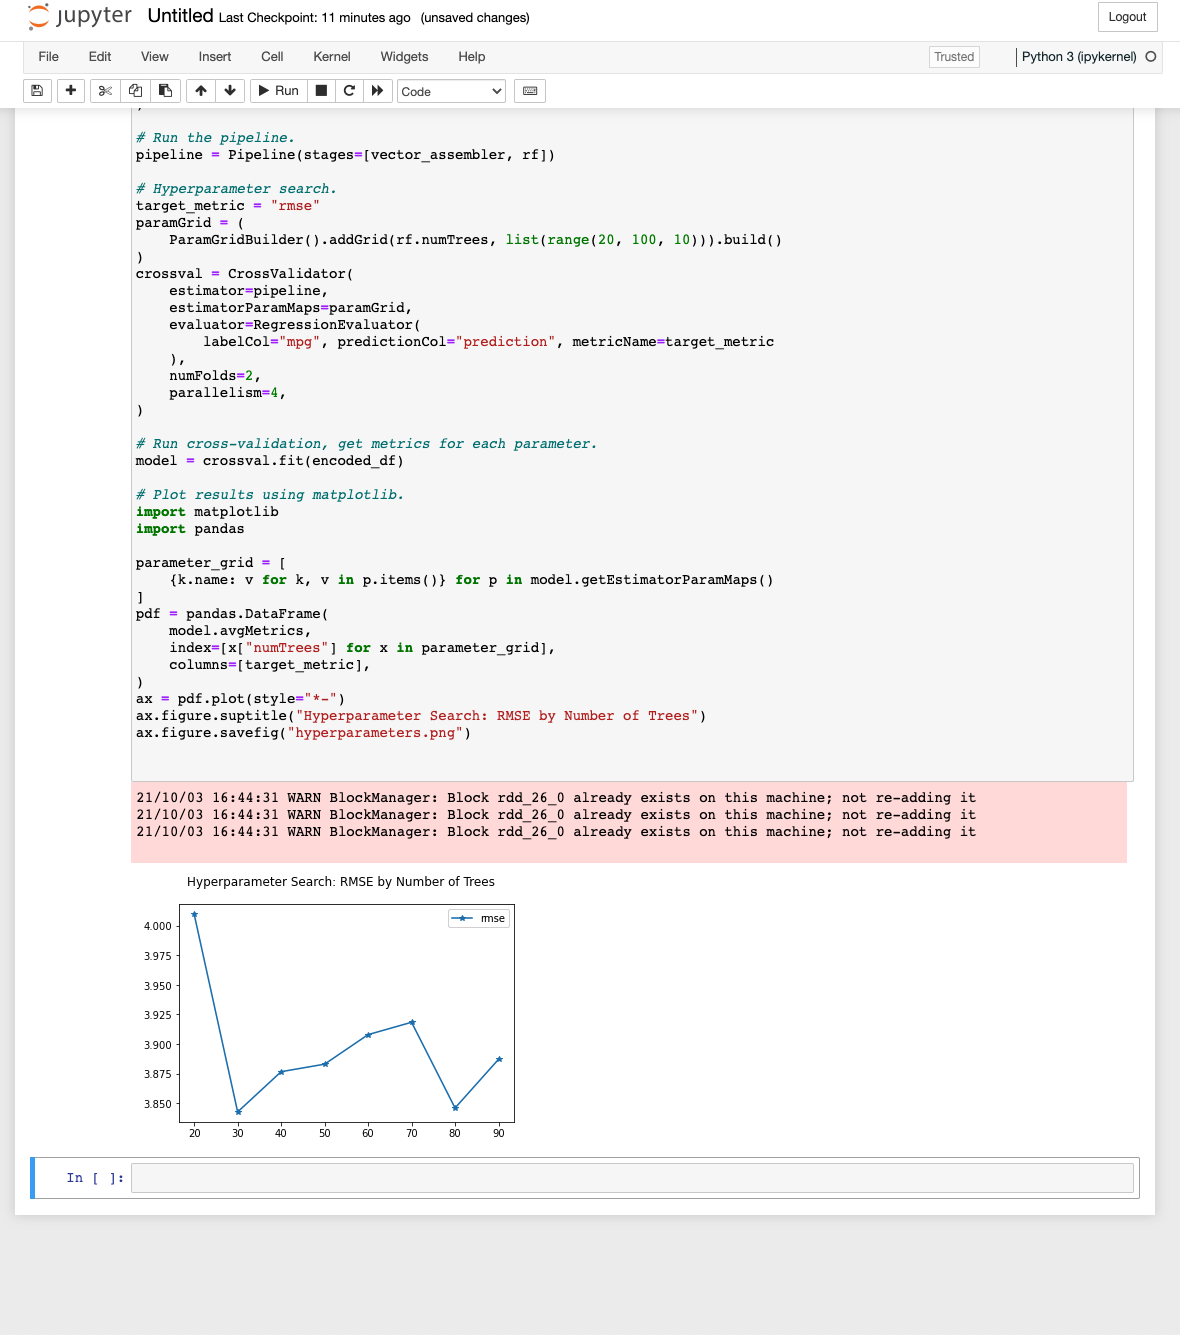 jupyter Untitled Last Checkpoint: 11 minutes ago (unsaved changes) Logout
File Edit View Insert Cell Kernel Widgets Help Trusted Python 3 (ipykernel)
Run Code
# Run the pipeline.
pipeline = Pipeline(stages=[vector_assembler, rf])
# Hyperparameter search.
target_metric = "rmse"
paramGrid = (
    ParamGridBuilder().addGrid(rf.numTrees, list(range(20, 100, 10))).build()
)
crossval = CrossValidator(
    estimator=pipeline,
    estimatorParamMaps=paramGrid,
    evaluator=RegressionEvaluator(
        labelCol="mpg", predictionCol="prediction", metricName=target_metric
    ),
    numFolds=2,
    parallelism=4,
)
# Run cross-validation, get metrics for each parameter.
model = crossval.fit(encoded_df)
# Plot results using matplotlib.
import matplotlib
import pandas
parameter_grid = [
    {k.name: v for k, v in p.items()} for p in model.getEstimatorParamMaps()
]
pdf = pandas.DataFrame(
    model.avgMetrics,
    index=[x["numTrees"] for x in parameter_grid],
    columns=[target_metric],
)
ax = pdf.plot(style="*-")
ax.figure.suptitle("Hyperparameter Search: RMSE by Number of Trees")
ax.figure.savefig("hyperparameters.png")
21/10/03 16:44:31 WARN BlockManager: Block rdd_26_0 already exists on this machine; not re-adding it
21/10/03 16:44:31 WARN BlockManager: Block rdd_26_0 already exists on this machine; not re-adding it
21/10/03 16:44:31 WARN BlockManager: Block rdd_26_0 already exists on this machine; not re-adding it
Hyperparameter Search: RMSE by Number of Trees
rmse
4.000
3.975
3.950
3.925
3.900
3.875
3.850
20 30 40 50 60 70 80 90
In [ ]: